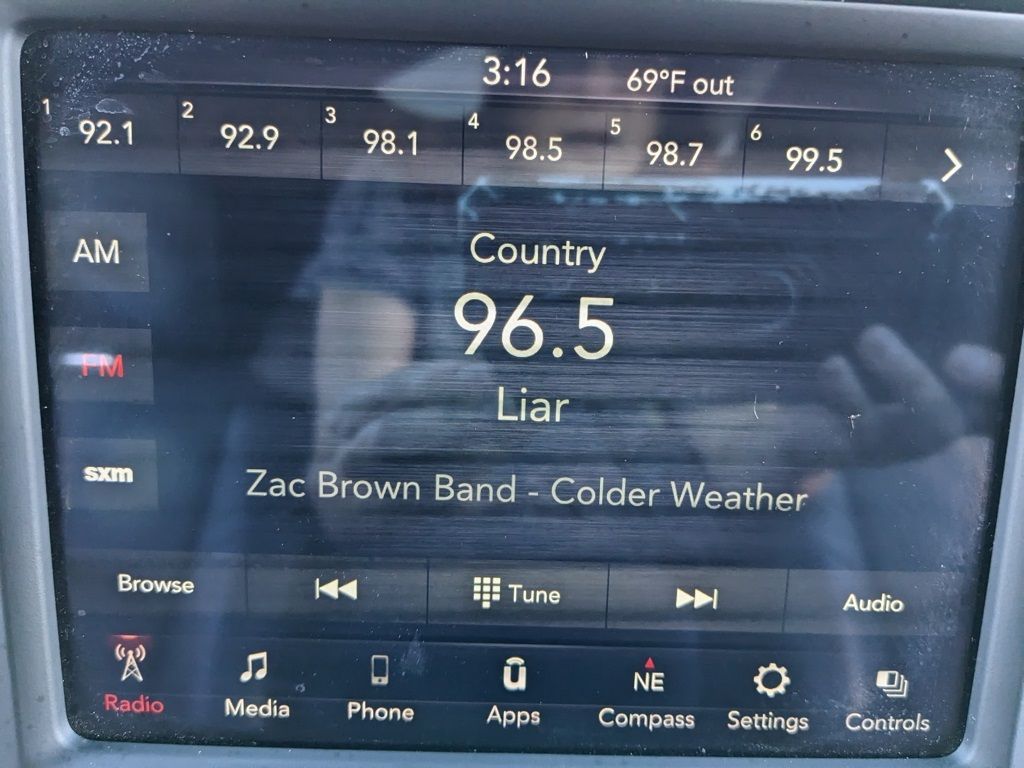 3:16 69°F out
1 92.1 2 92.9 3 98.1 4 98.5 5 98.7 6 99.5
AM
FM
sxm
Country
96.5
Liar
Zac Brown Band - Colder Weather
Browse Tune Audio
NE
Radio Media Phone Apps Compass Settings Controls